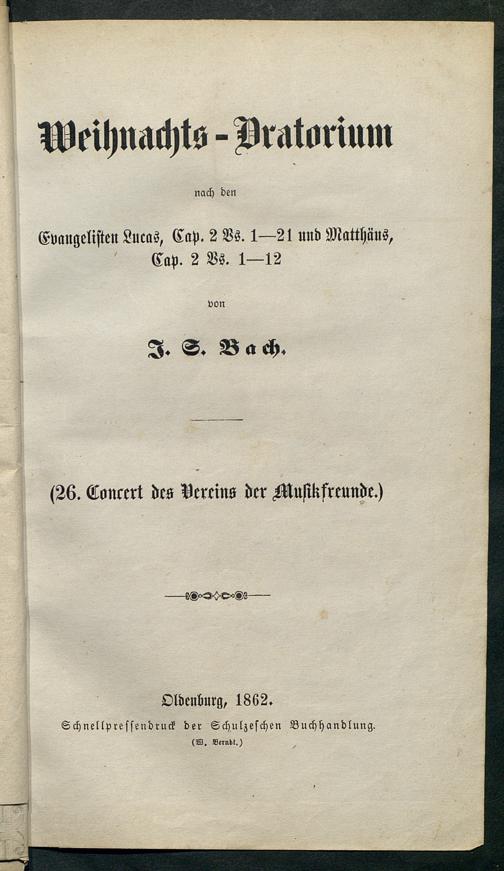 Weihnachts-Oratorium
nach den
Evangelisten Lucas, Cap. 2 Vs. 1—21 und Matthäus,
Cap. 2 Vs. 1—12
von
J. S. Bach.
(26. Concert des Vereins der Musikfreunde.)
Oldenburg, 1862.
Schnellpressendruck der Schulzeschen Buchhandlung.
(W. Berndt.)